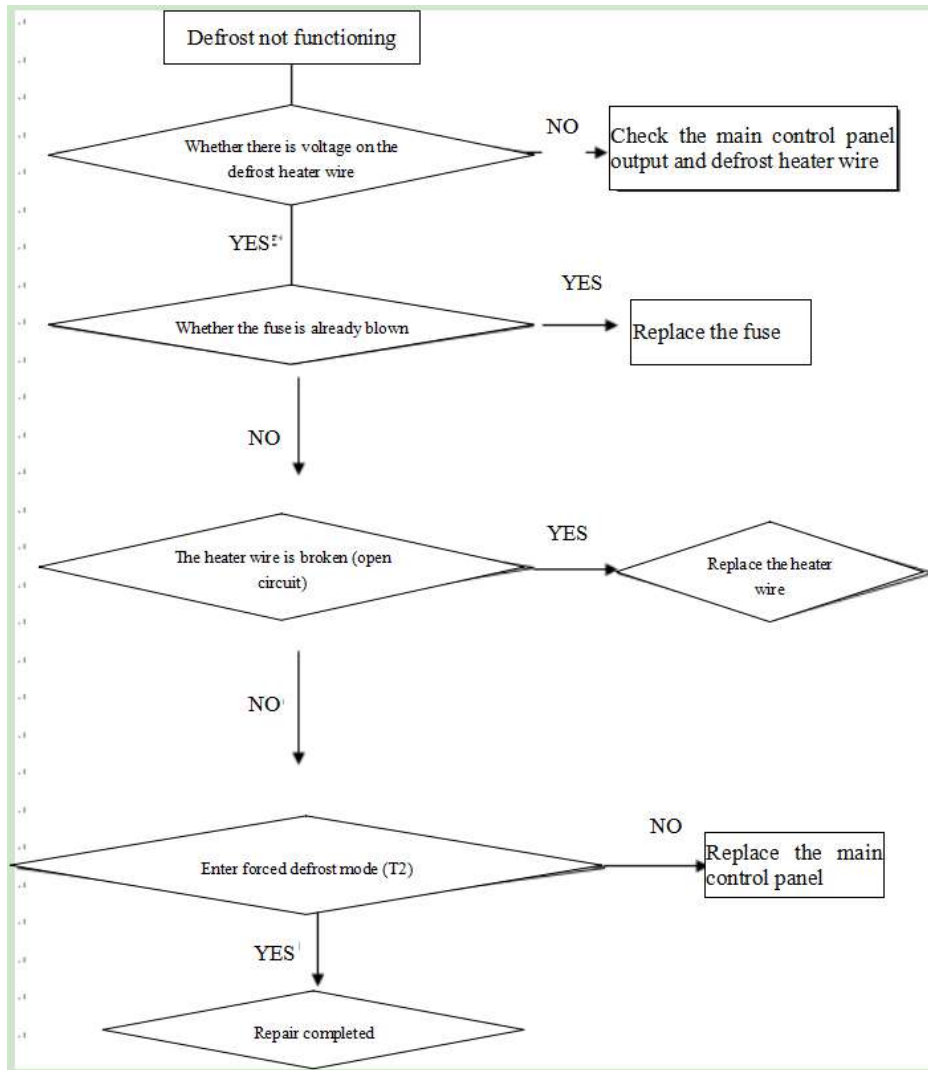 Defrost not functioning
Whether there is voltage on the
defrost heater wire
NO
Check the main control panel
output and defrost heater wire
YES
Whether the fuse is already blown
YES
Replace the fuse
NO
The heater wire is broken (open
circuit)
YES
Replace the heater
wire
NO
Enter forced defrost mode (T2)
NO
Replace the main
control panel
YES
Repair completed